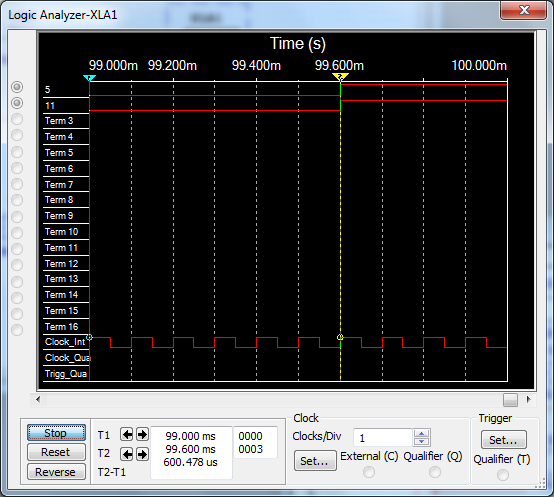 Logic Analyzer-XLA1
Time (s)
99.000m 99.200m 99.400m 99.600m 100.000m
1 2
5
11
Term 3
Term 4
Term 5
Term 6
Term 7
Term 8
Term 9
Term 10
Term 11
Term 12
Term 13
Term 14
Term 15
Term 16
Clock_Int
Clock_Qua
Trigg_Qua
Stop
Reset
Reverse
T1 99.000 ms 0000
T2 99.600 ms 0003
T2-T1 600.478 us
Clock
Clocks/Div 1
Set... External (C) Qualifier (Q)
Trigger
Set...
Qualifier (T)